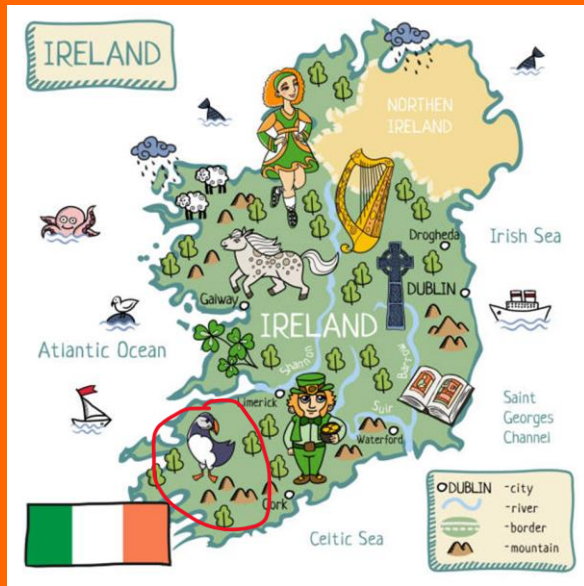 IRELAND
NORTHEN
IRELAND
Drogheda
Irish Sea
DUBLIN
Galway
IRELAND
Atlantic Ocean
Shannon
Barrow
Limerick
Suir
Saint
Georges
Channel
Waterford
Cork
Celtic Sea
DUBLIN -city
-river
-border
-mountain